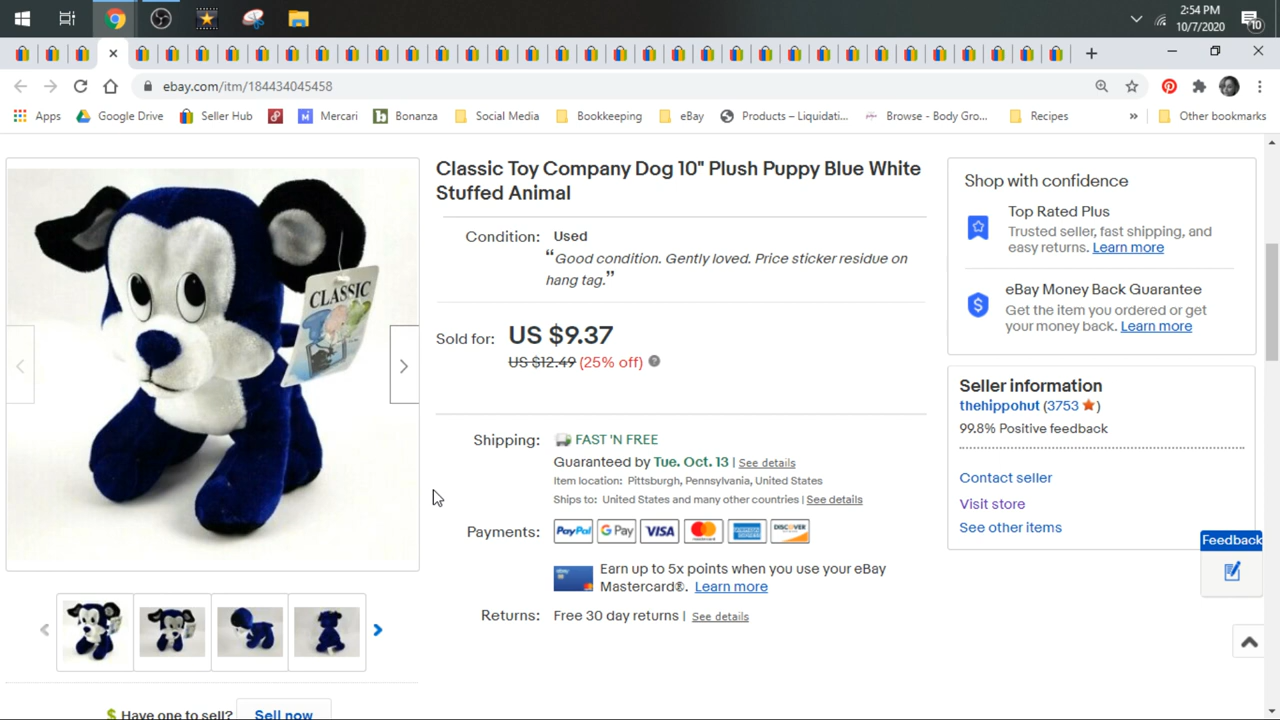 2:54 PM
10/7/2020
10
ebay.com/itm/184434045458
Apps
Google Drive
Seller Hub
Mercari
Bonanza
Social Media
Bookkeeping
eBay
Products – Liquidati...
Browse - Body Gro...
Recipes
»
Other bookmarks
CLASSIC
Classic Toy Company Dog 10" Plush Puppy Blue White
Stuffed Animal
Condition: Used
“Good condition. Gently loved. Price sticker residue on
hang tag.”
Sold for: US $9.37
US $12.49 (25% off)
Shipping: FAST 'N FREE
Guaranteed by Tue. Oct. 13 | See details
Item location: Pittsburgh, Pennsylvania, United States
Ships to: United States and many other countries | See details
Payments: PayPal G Pay VISA
DISCOVER
Earn up to 5x points when you use your eBay
Mastercard®. Learn more
Returns: Free 30 day returns | See details
Shop with confidence
Top Rated Plus
Trusted seller, fast shipping, and
easy returns. Learn more
eBay Money Back Guarantee
Get the item you ordered or get
your money back. Learn more
Seller information
thehippohut (3753 )
99.8% Positive feedback
Contact seller
Visit store
See other items
Feedback
Have one to sell? Sell now